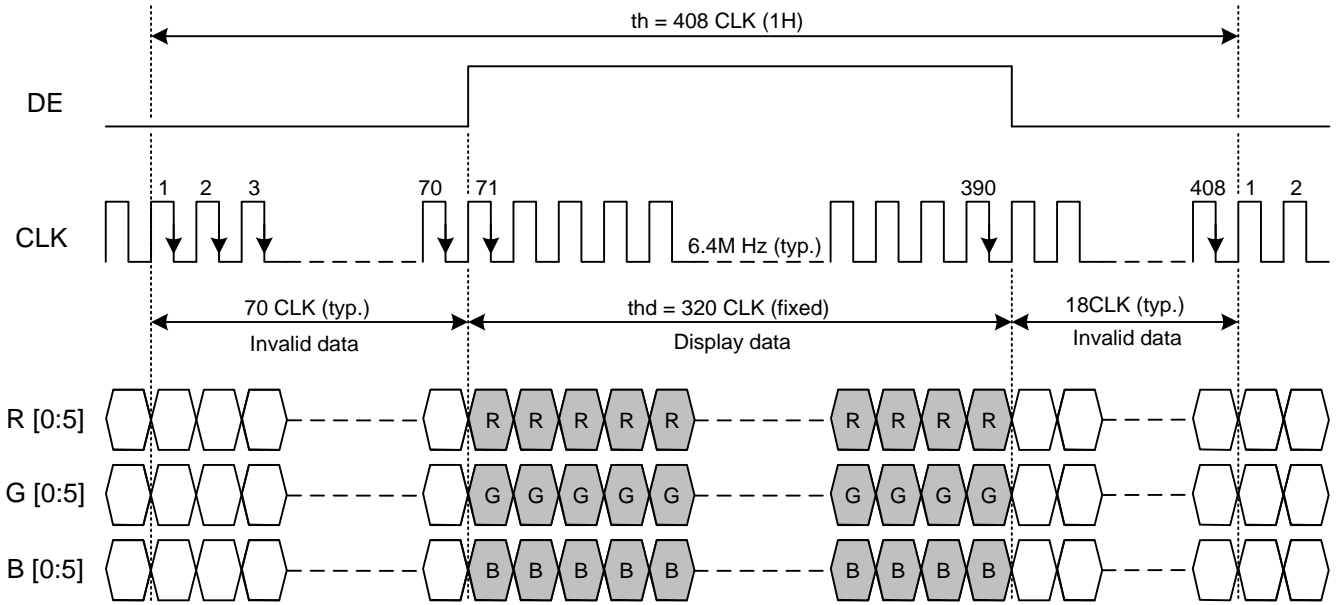 th = 408 CLK (1H)
DE
1 2 3 70 71 390 408 1 2
CLK
6.4M Hz (typ.)
70 CLK (typ.) thd = 320 CLK (fixed) 18CLK (typ.)
Invalid data Display data Invalid data
R [0:5] R R R R R R R R R
G [0:5] G G G G G G G G G
B [0:5] B B B B B B B B B